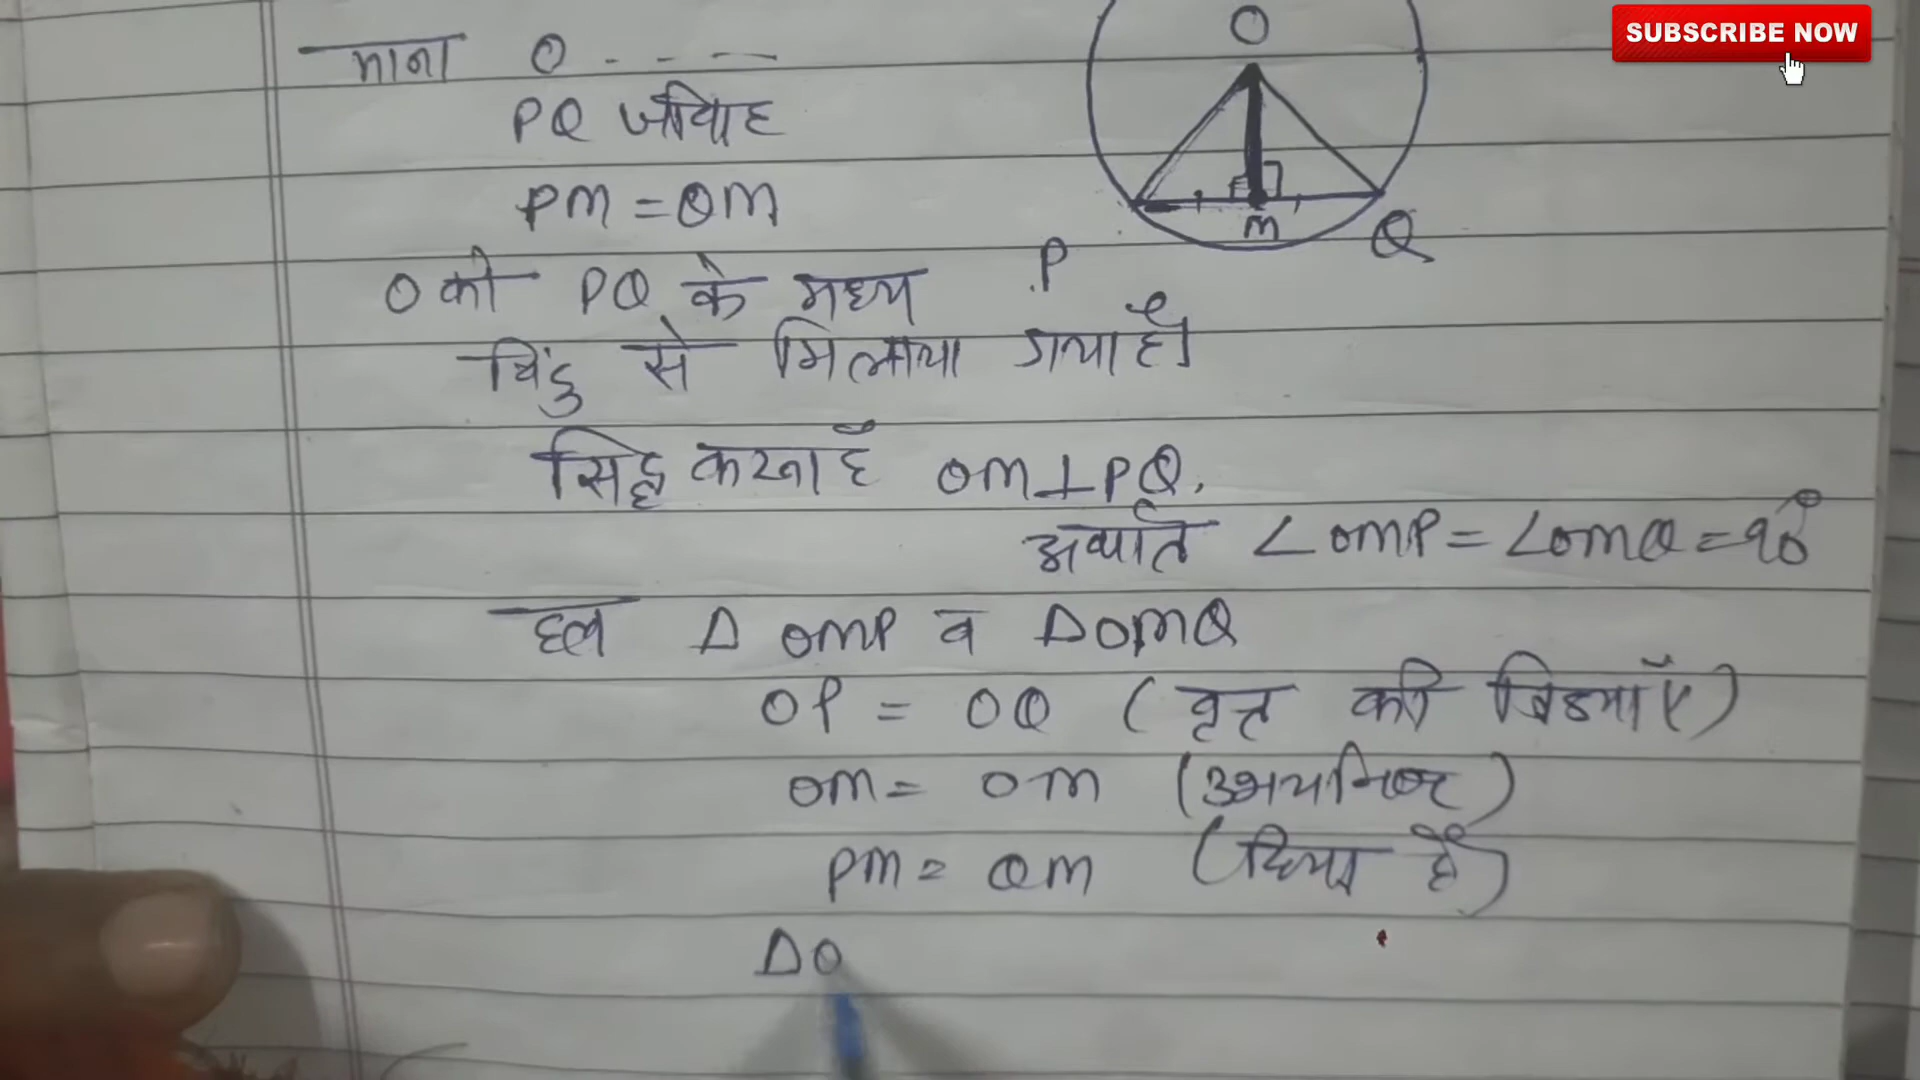 माना O - - - -
PQ जीवा ह
PM = QM
O को PQ के मध्य
बिंदु से मिलाया गया है।
सिद्ध करना है OM⊥PQ.
अर्थात ∠OMP = ∠OMQ = 90°
हल Δ OMP व ΔOMQ
OP = OQ (वृत्त की त्रिज्याएँ)
OM = OM (उभयनिष्ठ)
PM = QM (दिया है)
ΔO
O
M
P
Q
SUBSCRIBE NOW